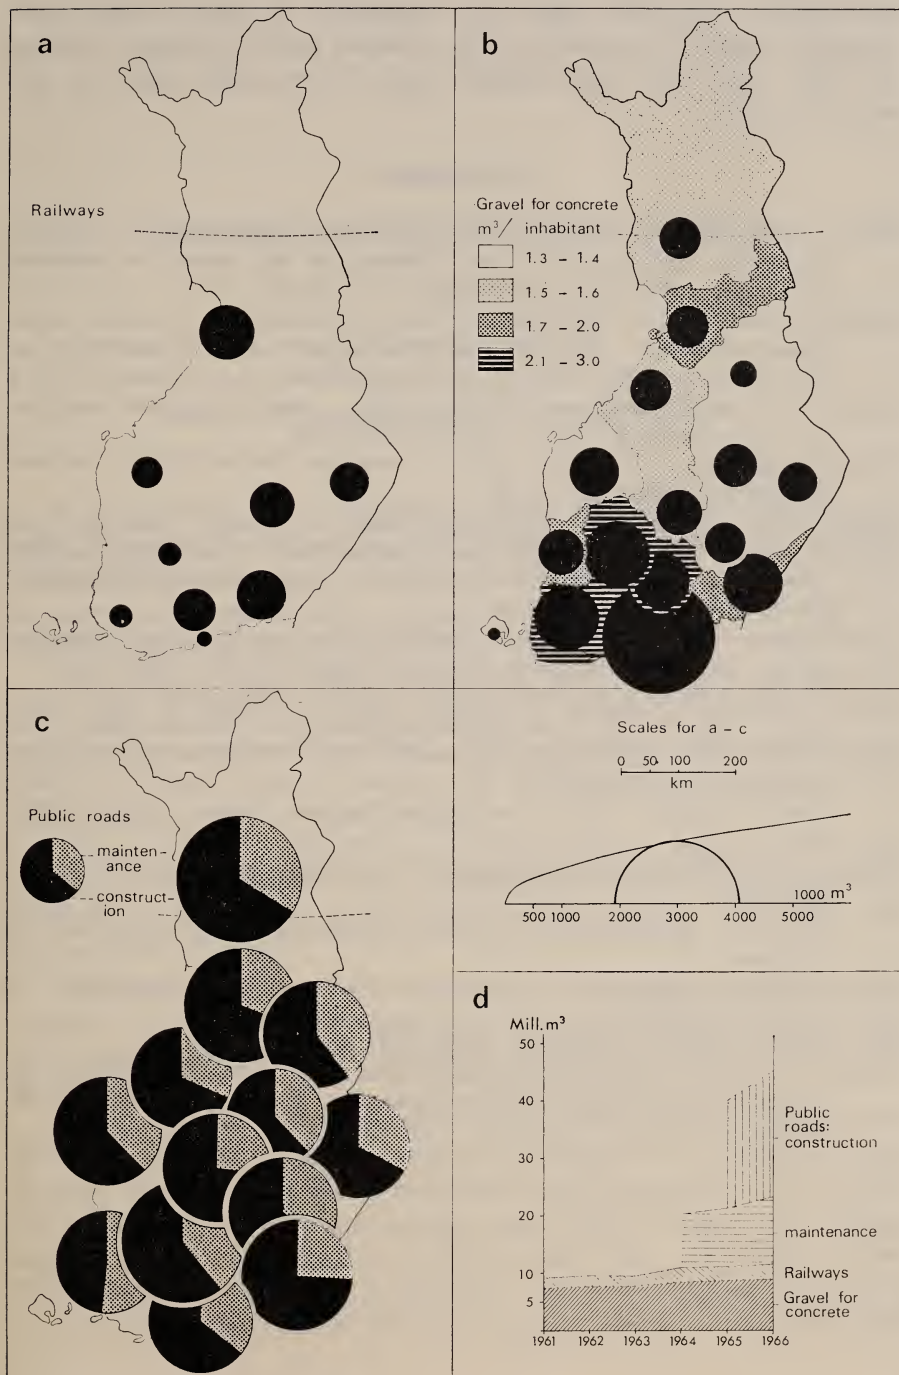 a
Railways
b
Gravel for concrete
m³/ inhabitant
1.3 – 1.4
1.5 – 1.6
1.7 – 2.0
2.1 – 3.0
c
Public roads
mainten-
ance
construct-
ion
Scales for a – c
0 50 100 200
km
1000 m³
500 1000 2000 3000 4000 5000
d
Mill. m³
50
40
30
20
10
5
1961 1962 1963 1964 1965 1966
Public
roads:
construction
maintenance
Railways
Gravel for
concrete